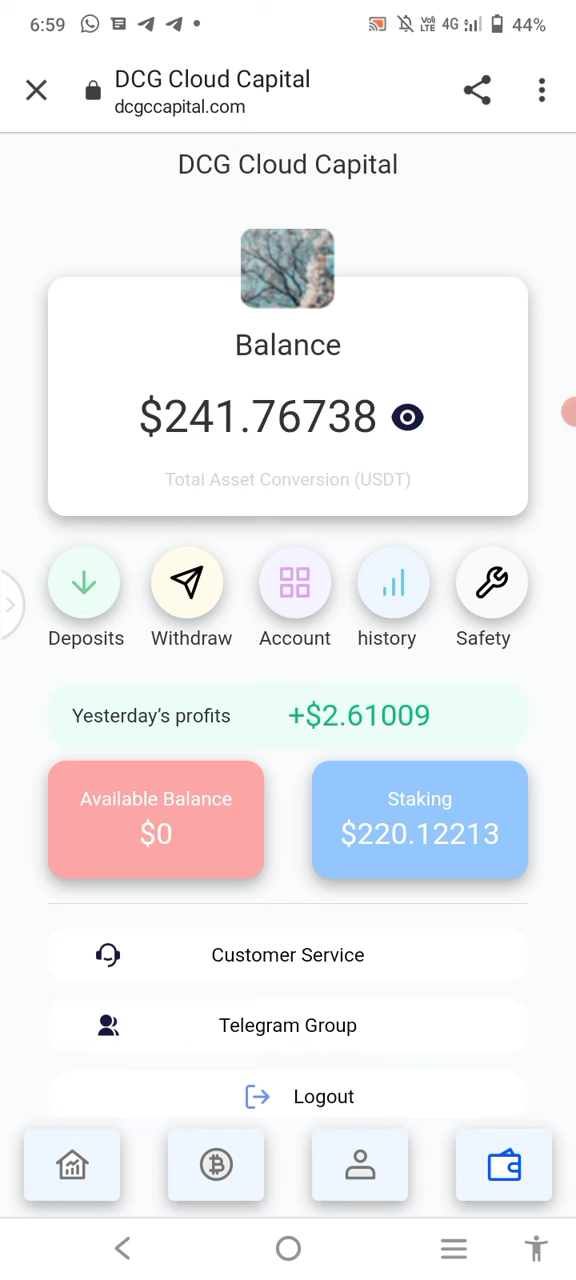 6:59 4G 44%
DCG Cloud Capital
dcgccapital.com
DCG Cloud Capital
Balance
$241.76738
Total Asset Conversion (USDT)
Deposits Withdraw Account history Safety
Yesterday's profits +$2.61009
Available Balance Staking
$0 $220.12213
Customer Service
Telegram Group
Logout